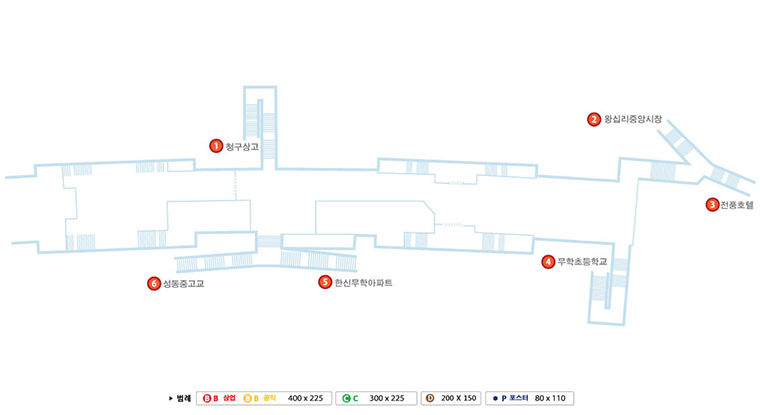 2 왕십리중앙시장
1 청구상고
3 전풍호텔
4 무학초등학교
6 성동중고교
5 한신무학아파트
▶ 범례 B B 상업 B B 공익 400 x 225 C C 300 x 225 D 200 X 150 ● P 포스터 80 x 110